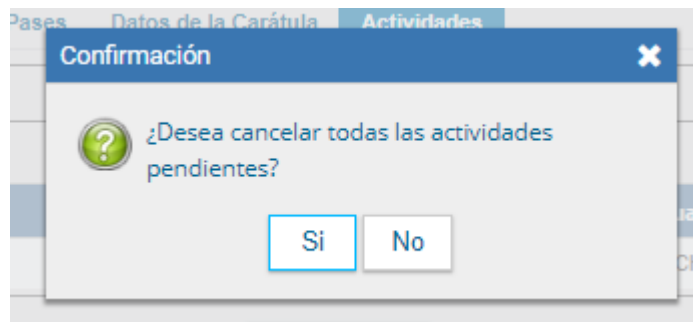 Pases Datos de la Carátula Actividades
Confirmación
¿Desea cancelar todas las actividades
pendientes?
Si No